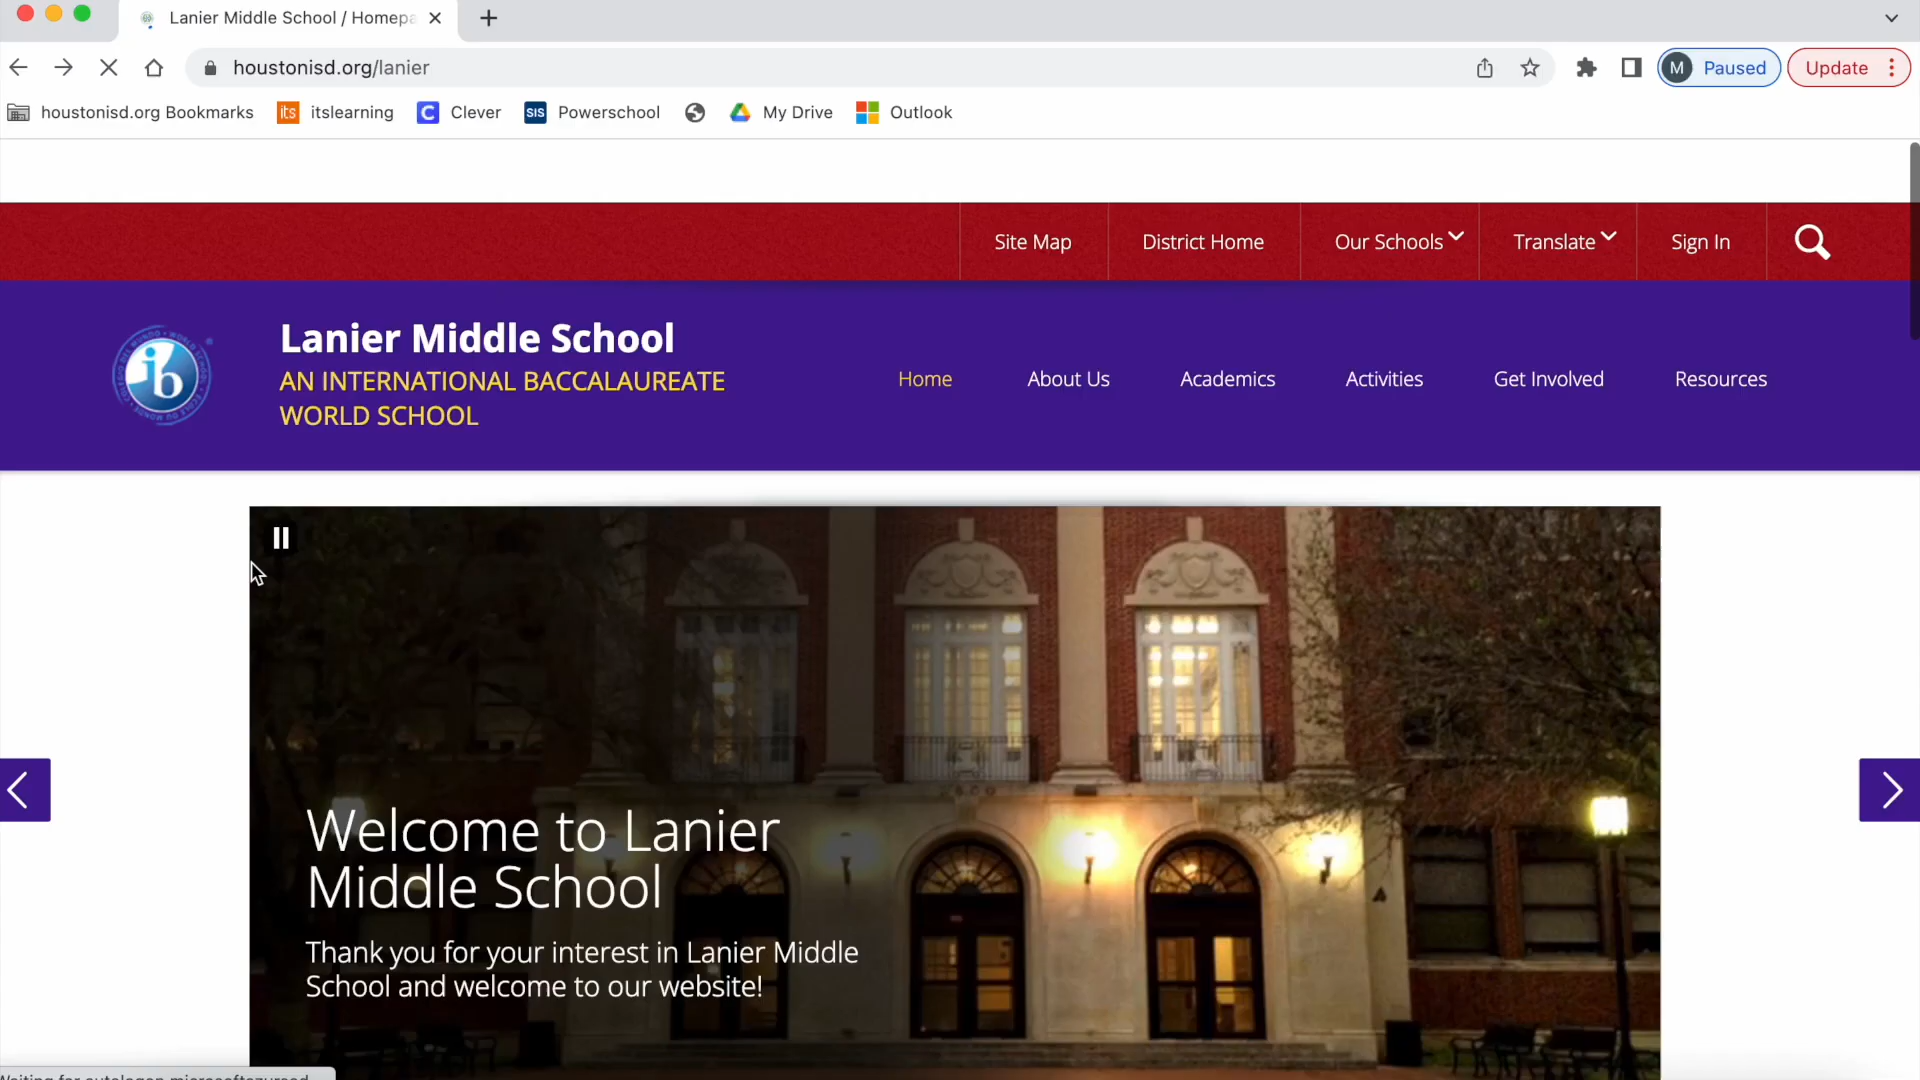 Lanier Middle School / Homep
houstonisd.org/lanier
M Paused Update
houstonisd.org Bookmarks its itslearning C Clever SIS Powerschool My Drive Outlook
Site Map District Home Our Schools Translate Sign In
ib
Lanier Middle School
AN INTERNATIONAL BACCALAUREATE
WORLD SCHOOL
Home About Us Academics Activities Get Involved Resources
Welcome to Lanier
Middle School
Thank you for your interest in Lanier Middle
School and welcome to our website!